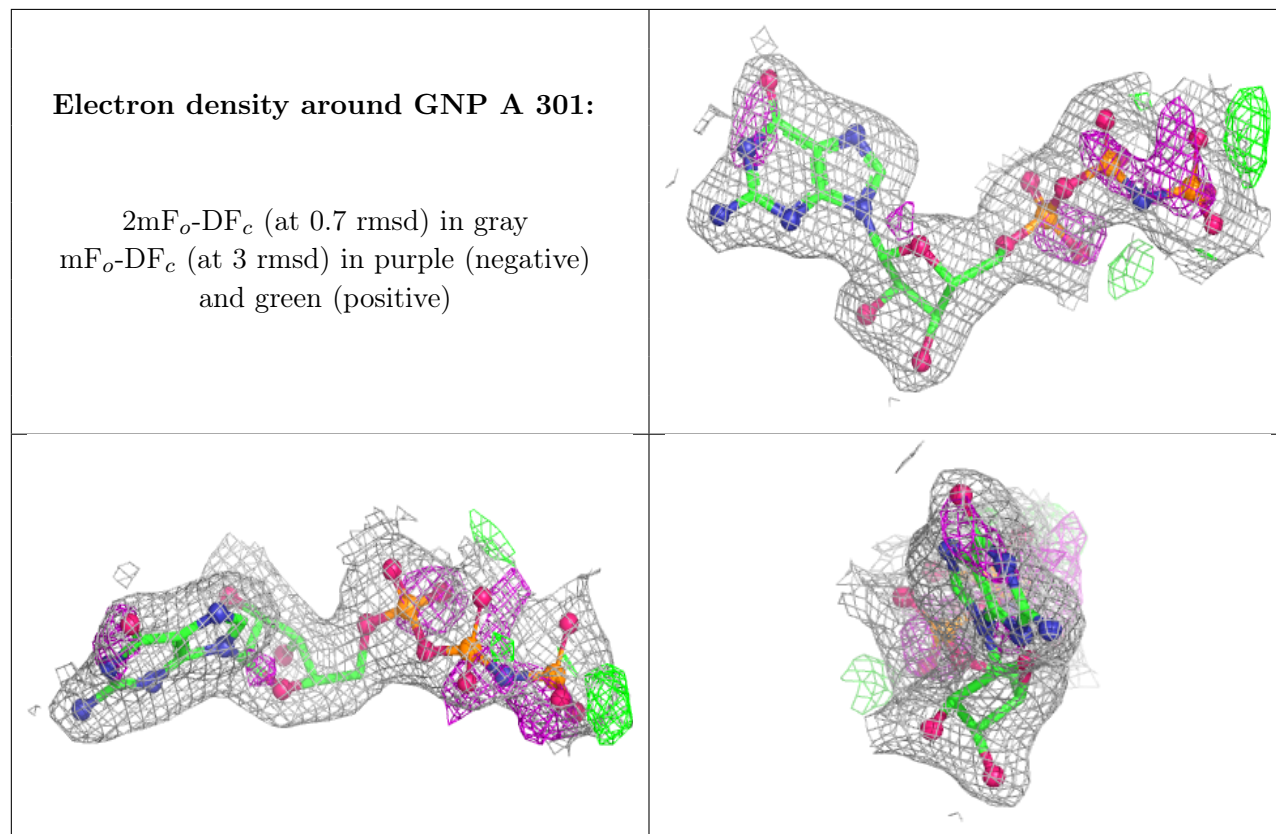 Electron density around GNP A 301:
2mFo-DFc (at 0.7 rmsd) in gray
mFo-DFc (at 3 rmsd) in purple (negative)
and green (positive)